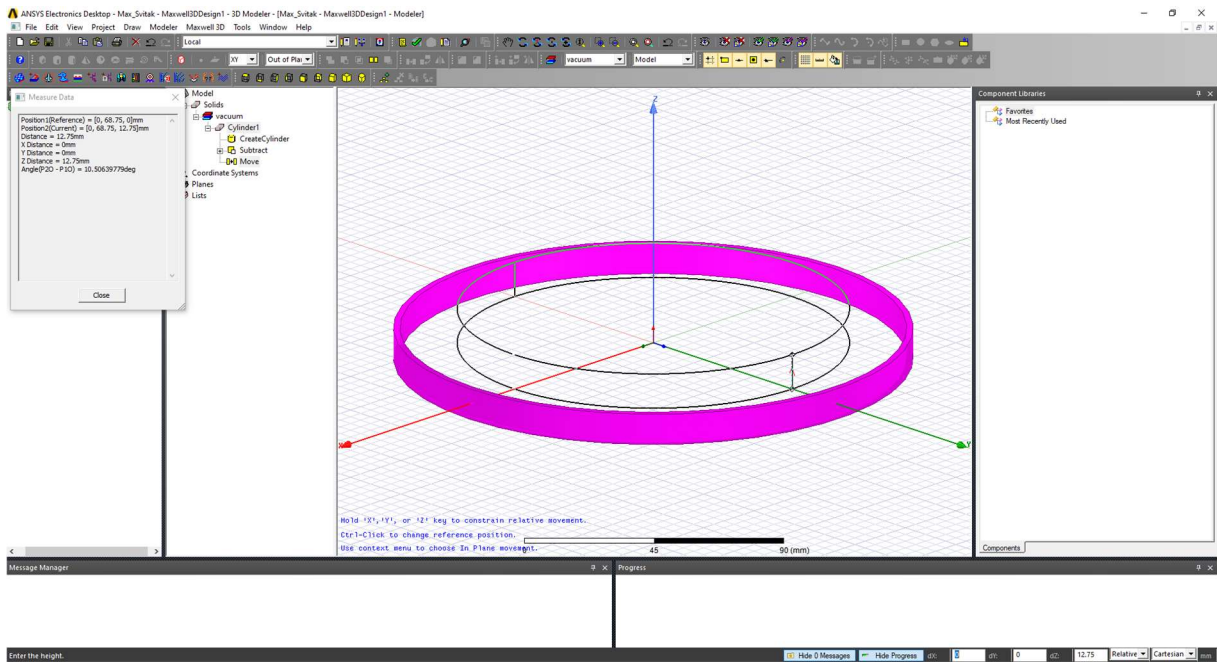 ANSYS Electronics Desktop - Max_Svitak - Maxwell3DDesign1 - 3D Modeler - [Max_Svitak - Maxwell3DDesign1 - Modeler]
File Edit View Project Draw Modeler Maxwell 3D Tools Window Help
Local
XY Out of Plan vacuum Model
Measure Data
Position1(Reference) = [0, 68.75, 0]mm
Position2(Current) = [0, 68.75, 12.75]mm
Distance = 12.75mm
X Distance = 0mm
Y Distance = 0mm
Z Distance = 12.75mm
Angle(P2O - P1O) = 10.50639779deg
Close
Model
Solids
vacuum
Cylinder1
CreateCylinder
Subtract
Move
Coordinate Systems
Planes
Lists
Z
X
Y
Hold 'X','Y', or 'Z' key to constrain relative movement.
Ctrl-Click to change reference position.
Use context menu to choose In Plane movement.
0 45 90 (mm)
Component Libraries
Favorites
Most Recently Used
Components
Message Manager
Progress
Enter the height.
Hide 0 Messages Hide Progress dX: 0 dY: 0 dZ: 12.75 Relative Cartesian mm